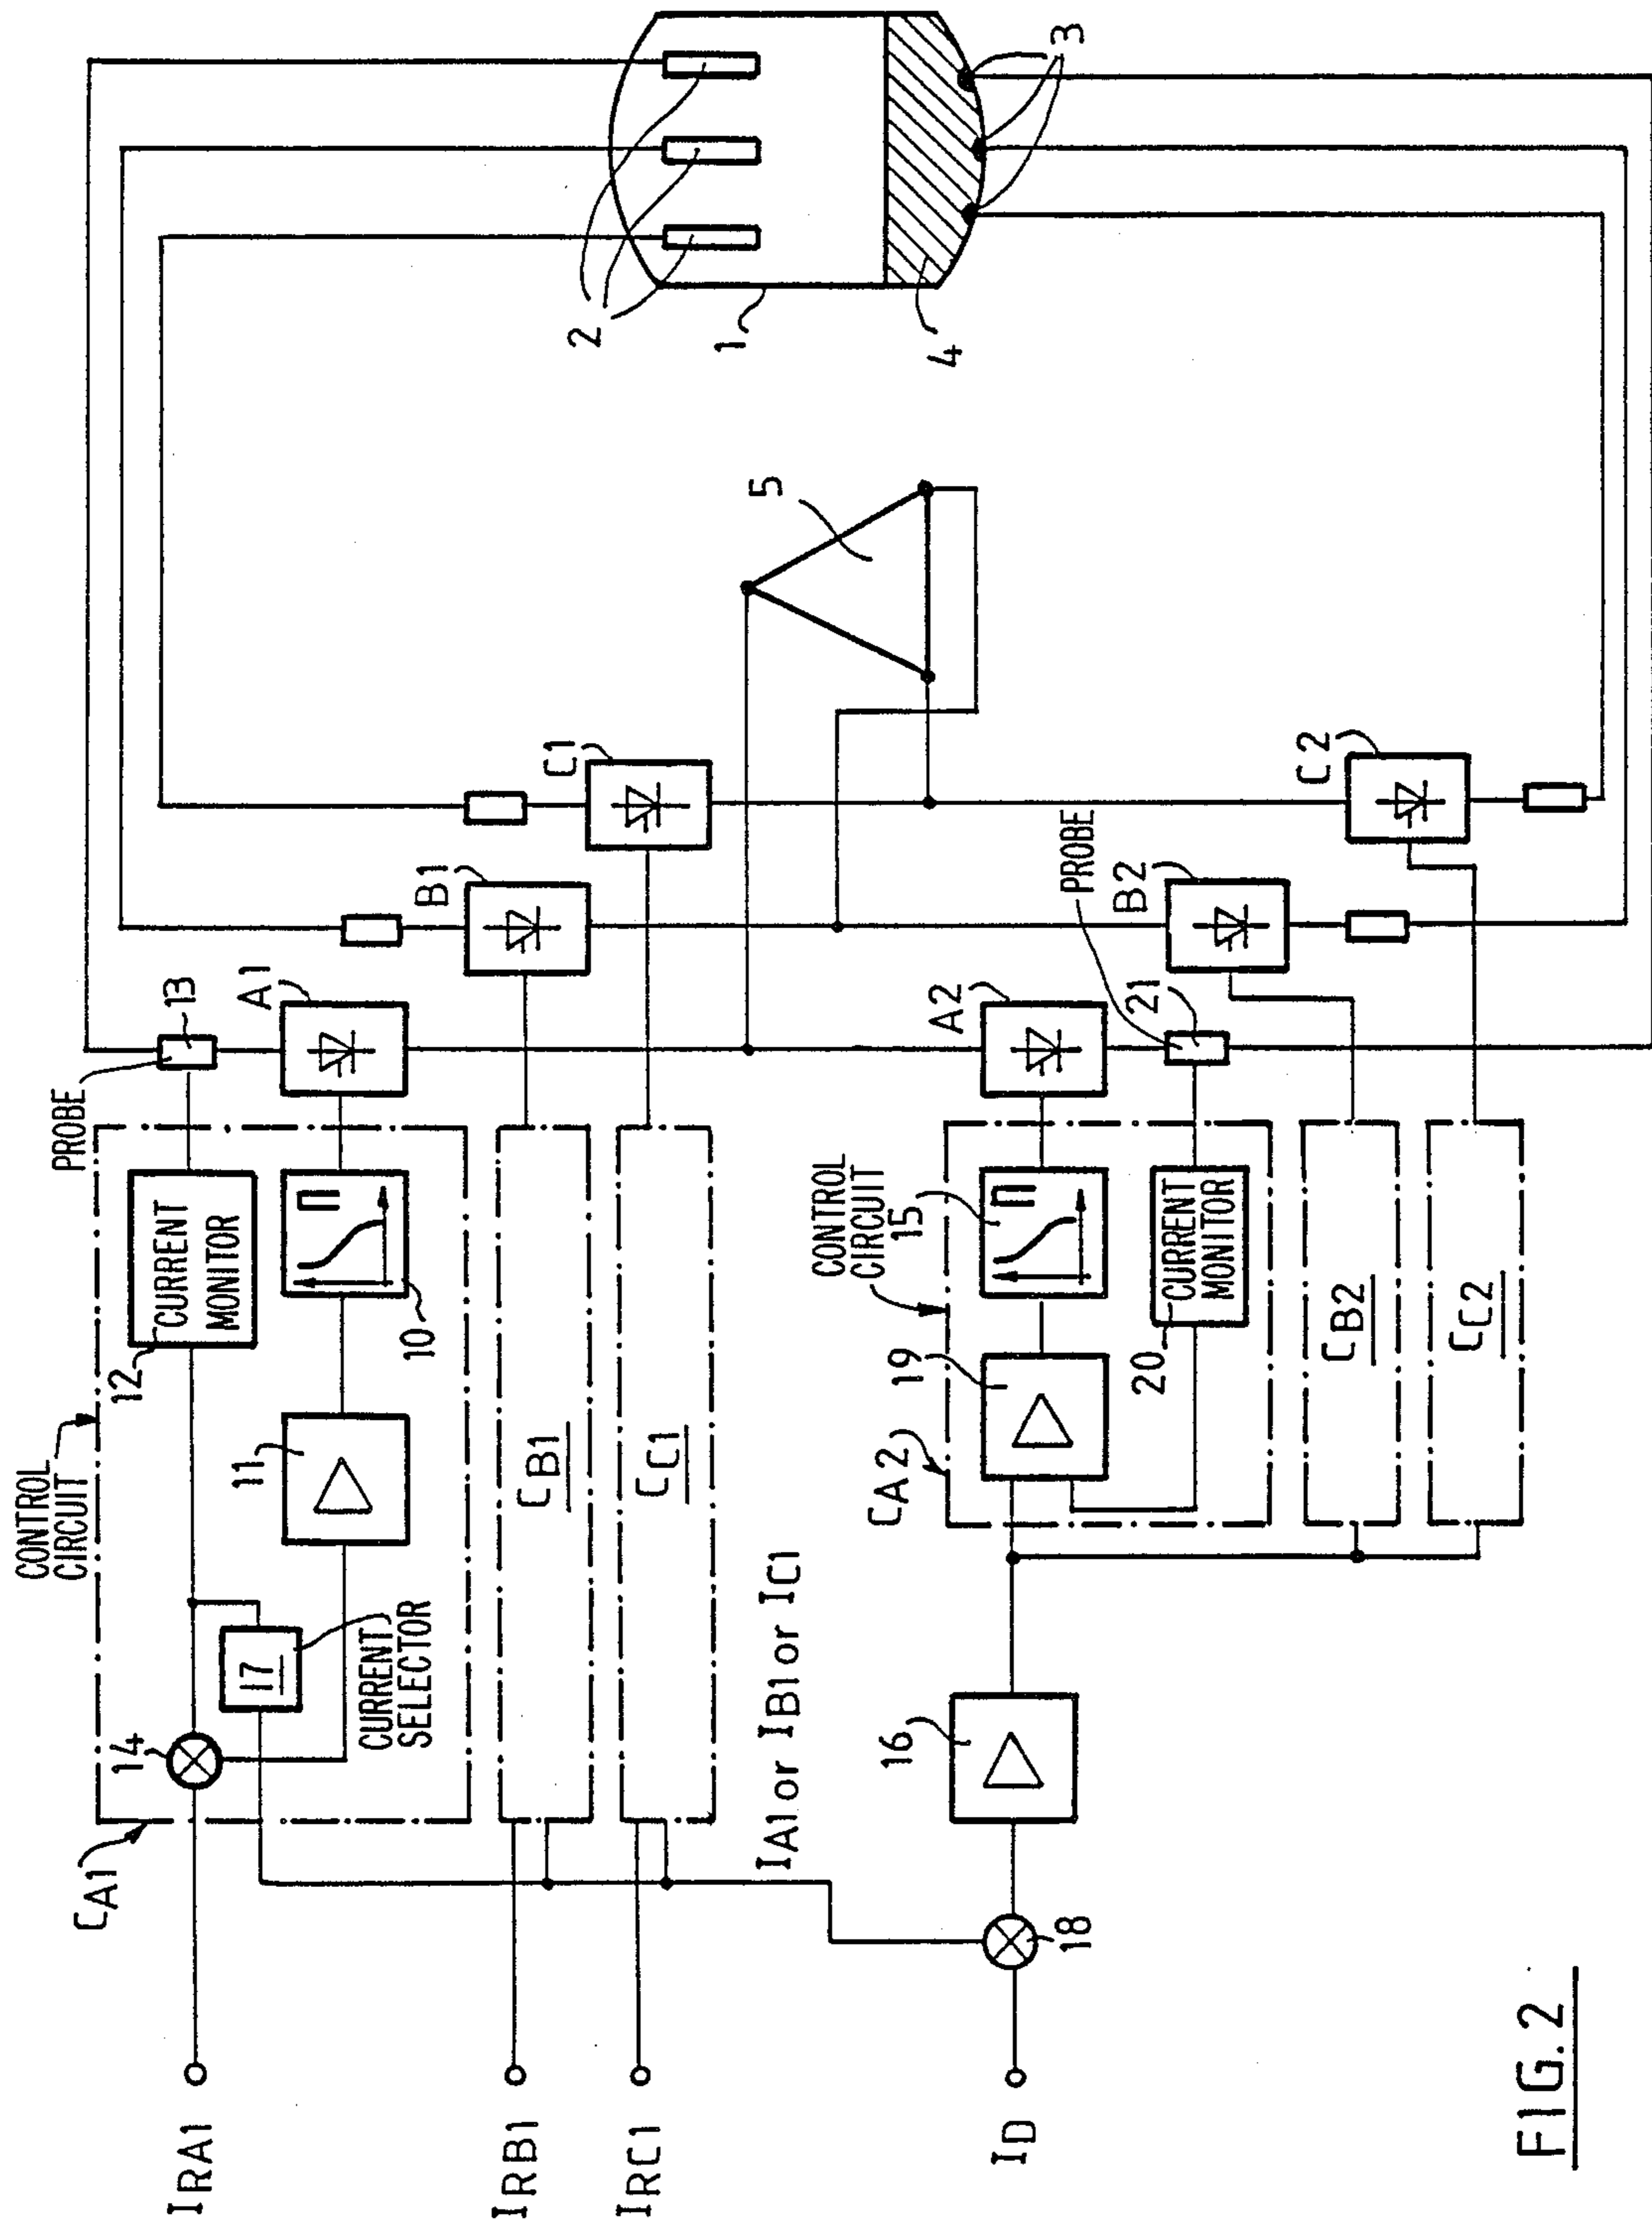 CONTROL
CIRCUIT
CA1
14
12
CURRENT
MONITOR
PROBE
13
17
CURRENT
SELECTOR
11
10
A1
B1
C1
CB1
CC1
IRA1
IRB1
IRC1
IA1 or IB1 or IC1
ID
18
16
CA2
CONTROL
CIRCUIT
19
15
20
CURRENT
MONITOR
A2
PROBE
21
B2
C2
CB2
CC2
5
2
1
4
3
FIG. 2